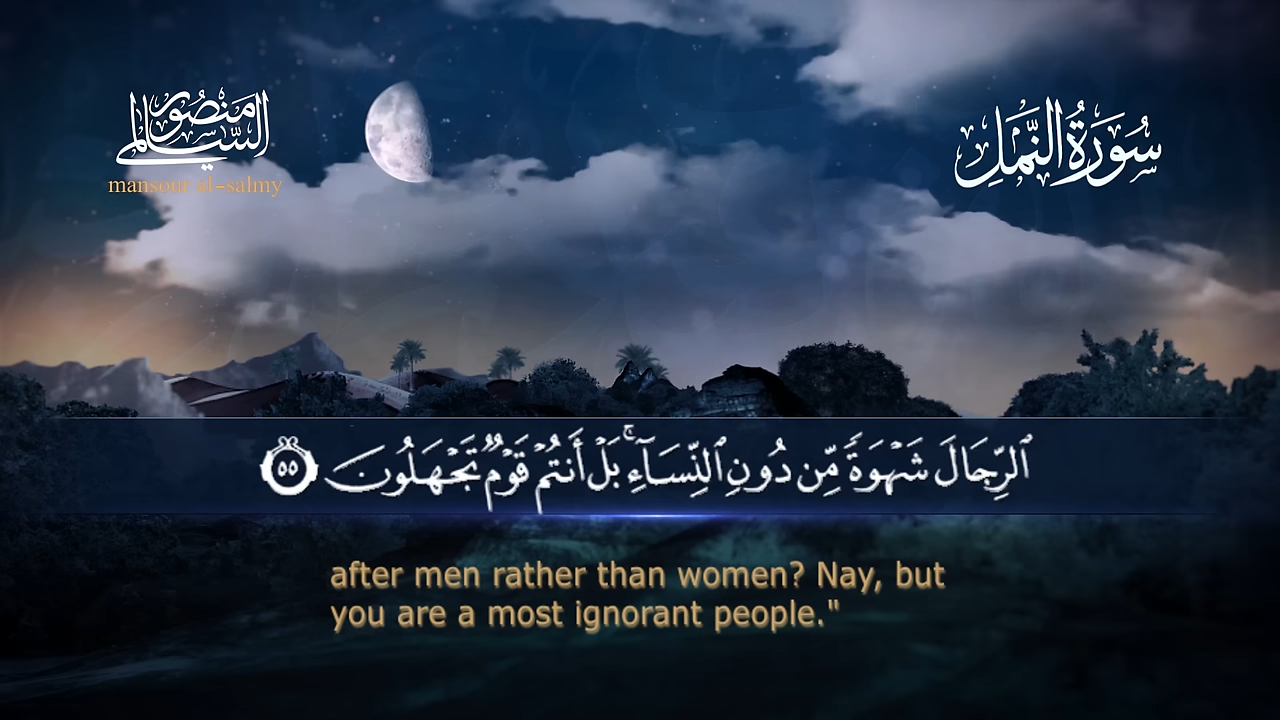 منصور
السالمي
mansour al-salmy
سُورَةُ النَّمْلِ
ٱلرِّجَالَ شَهْوَةً مِّن دُونِ ٱلنِّسَآءِ ۚ بَلْ أَنتُمْ قَوْمٌ تَجْهَلُونَ ٥٥
after men rather than women? Nay, but
you are a most ignorant people."